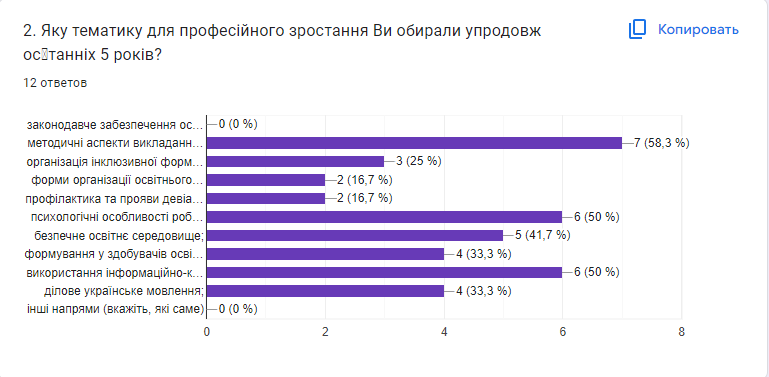 2. Яку тематику для професійного зростання Ви обирали упродовж
ос▯танніх 5 років?
Копировать
12 ответов
законодавче забезпечення ос… 0 (0 %)
методичні аспекти викладанн… 7 (58,3 %)
організація інклюзивної форм… 3 (25 %)
форми організації освітнього… 2 (16,7 %)
профілактика та прояви девіа… 2 (16,7 %)
психологічні особливості роб… 6 (50 %)
безпечне освітнє середовище; 5 (41,7 %)
формування у здобувачів осві… 4 (33,3 %)
використання інформаційно-к… 6 (50 %)
ділове українське мовлення; 4 (33,3 %)
інші напрями (вкажіть, які саме) 0 (0 %)
0 2 4 6 8